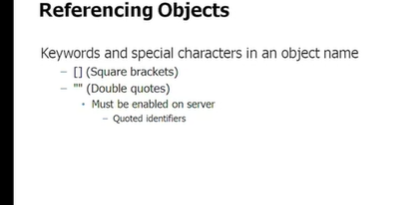 Referencing Objects
Keywords and special characters in an object name
– [] (Square brackets)
– "" (Double quotes)
• Must be enabled on server
– Quoted identifiers